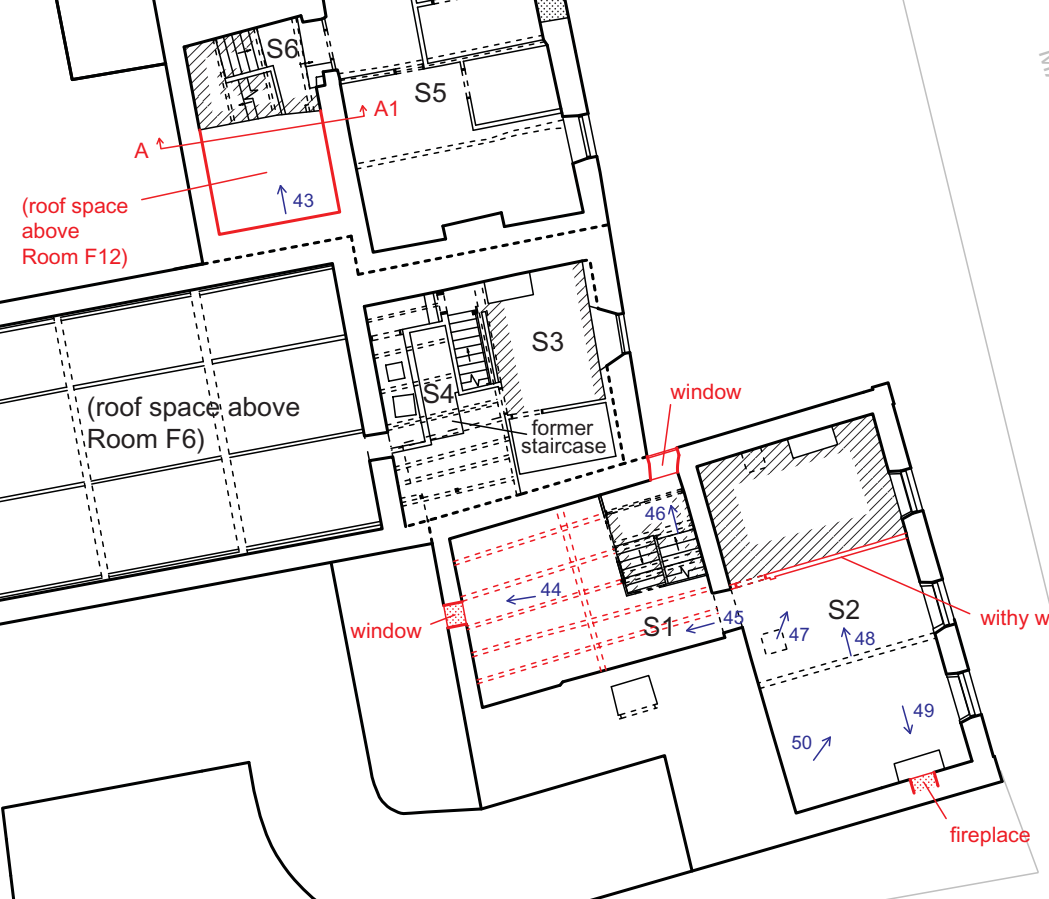 S6
S5
A1
A
43
(roof space
above
Room F12)
S3
S4
(roof space above
Room F6)
former
staircase
window
46
44
S1
45
window
S2
47
48
withy w
49
50
fireplace